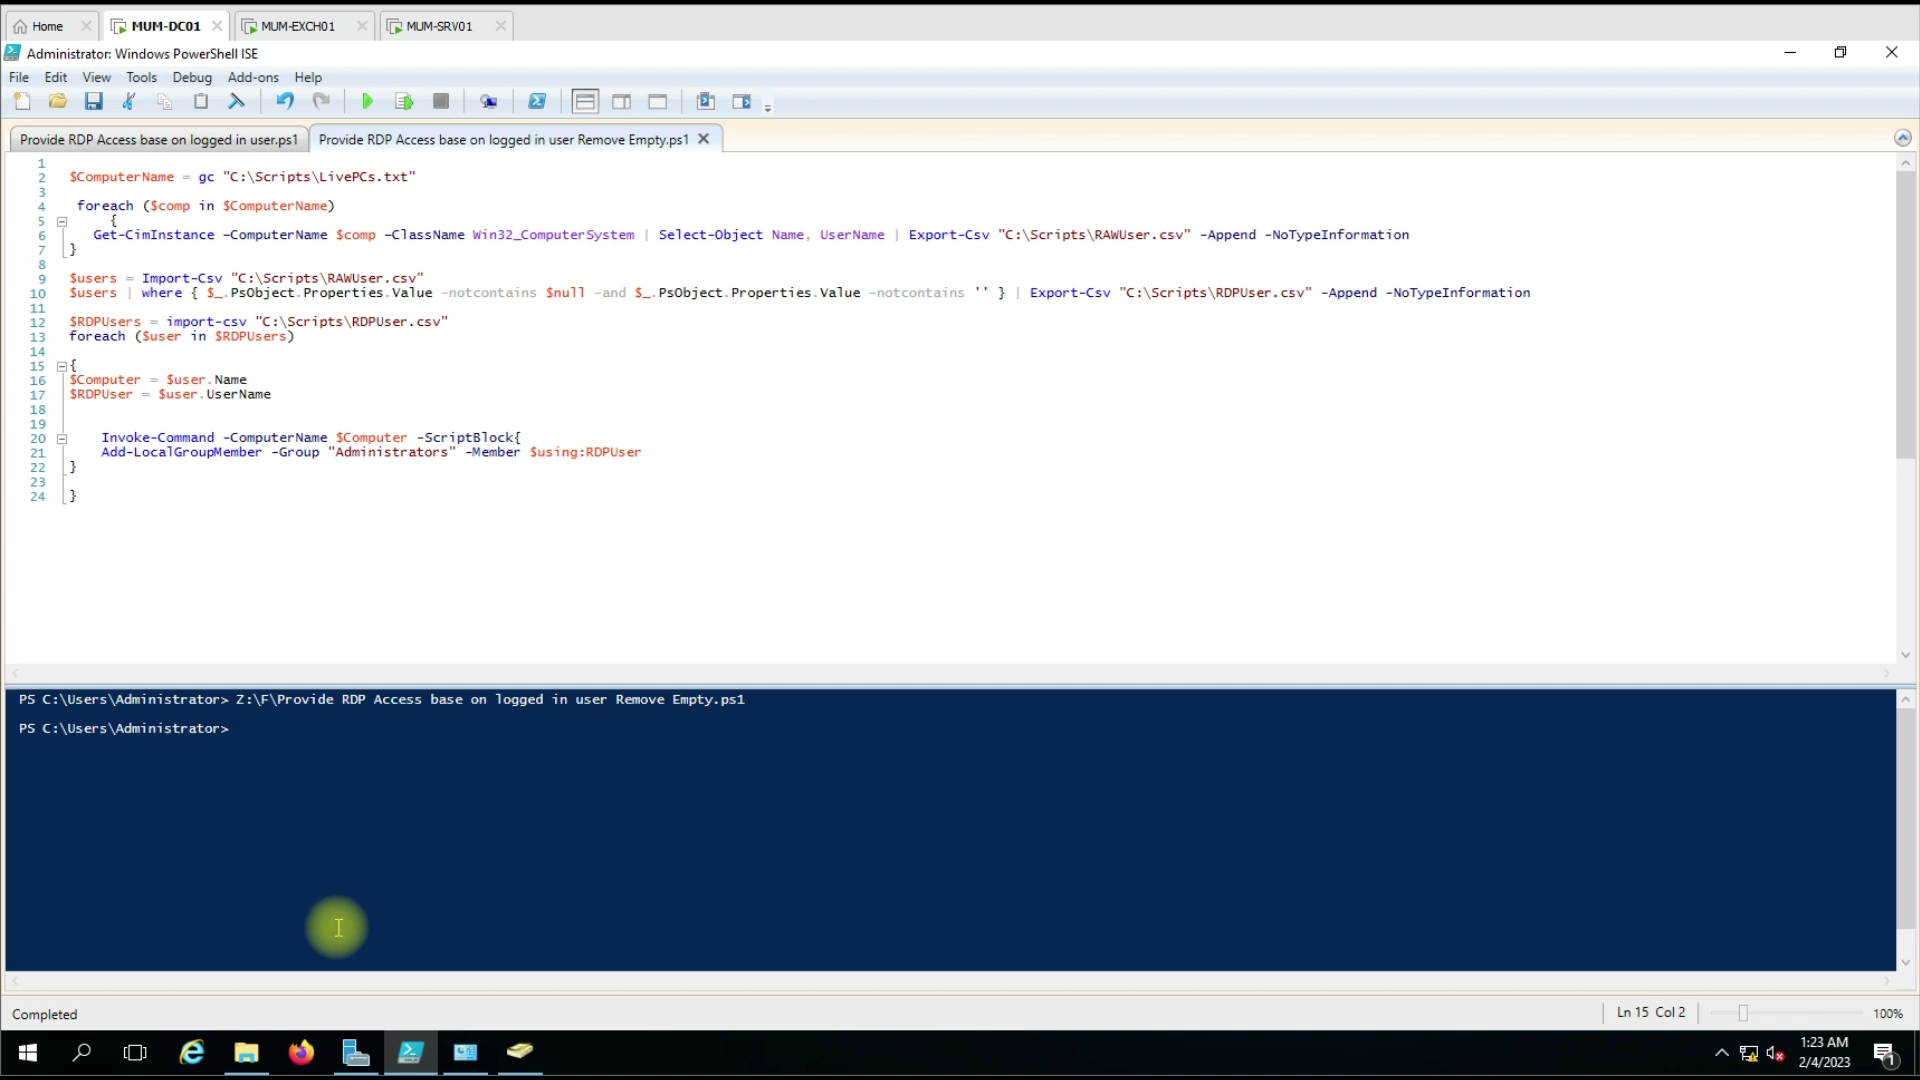 Home MUM-DC01 MUM-EXCH01 MUM-SRV01
Administrator: Windows PowerShell ISE
File Edit View Tools Debug Add-ons Help
Provide RDP Access base on logged in user.ps1 Provide RDP Access base on logged in user Remove Empty.ps1
1
2 $ComputerName = gc "C:\Scripts\LivePCs.txt"
3
4 foreach ($comp in $ComputerName)
5 {
6 Get-CimInstance -ComputerName $comp -ClassName Win32_ComputerSystem | Select-Object Name, UserName | Export-Csv "C:\Scripts\RAWUser.csv" -Append -NoTypeInformation
7 }
8
9 $users = Import-Csv "C:\Scripts\RAWUser.csv"
10 $users | where { $_.PsObject.Properties.Value -notcontains $null -and $_.PsObject.Properties.Value -notcontains '' } | Export-Csv "C:\Scripts\RDPUser.csv" -Append -NoTypeInformation
11
12 $RDPUsers = import-csv "C:\Scripts\RDPUser.csv"
13 foreach ($user in $RDPUsers)
14
15 {
16 $Computer = $user.Name
17 $RDPUser = $user.UserName
18
19
20 Invoke-Command -ComputerName $Computer -ScriptBlock{
21 Add-LocalGroupMember -Group "Administrators" -Member $using:RDPUser
22 }
23
24 }
PS C:\Users\Administrator> Z:\F\Provide RDP Access base on logged in user Remove Empty.ps1
PS C:\Users\Administrator>
Completed Ln 15 Col 2 100%
1:23 AM
2/4/2023
1